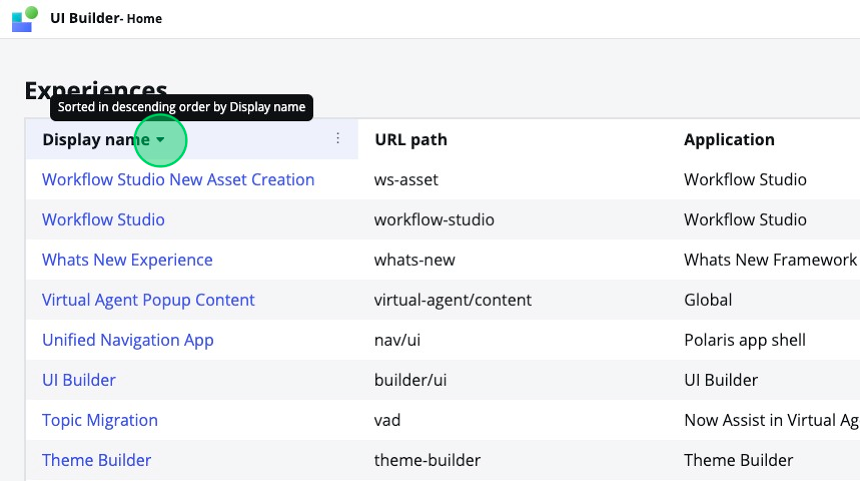 UI Builder- Home
Experiences
Sorted in descending order by Display name
Display name URL path Application
Workflow Studio New Asset Creation ws-asset Workflow Studio
Workflow Studio workflow-studio Workflow Studio
Whats New Experience whats-new Whats New Framework
Virtual Agent Popup Content virtual-agent/content Global
Unified Navigation App nav/ui Polaris app shell
UI Builder builder/ui UI Builder
Topic Migration vad Now Assist in Virtual Ag
Theme Builder theme-builder Theme Builder